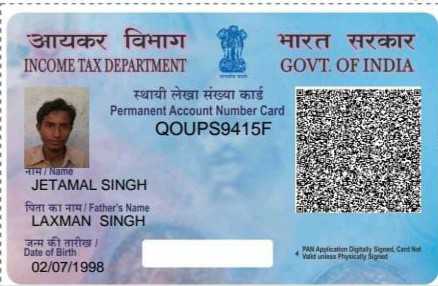 आयकर विभाग
INCOME TAX DEPARTMENT
भारत सरकार
GOVT. OF INDIA
स्थायी लेखा संख्या कार्ड
Permanent Account Number Card
QOUPS9415F
नाम / Name
JETAMAL SINGH
पिता का नाम / Father's Name
LAXMAN SINGH
जन्म की तारीख /
Date of Birth
02/07/1998
PAN Application Digitally Signed, Card Not
Valid unless Physically Signed